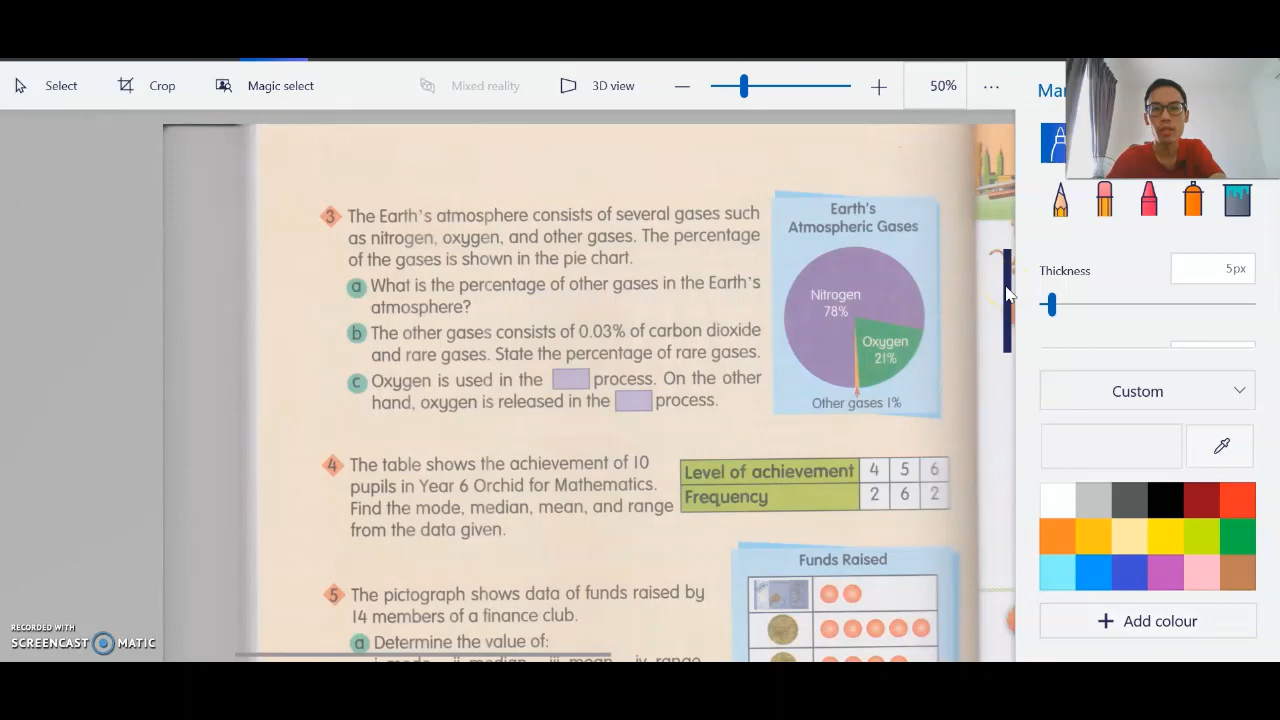 Select
Crop
Magic select
Mixed reality
3D view
50%
5px
Thickness
Custom
Add colour
3 The Earth's atmosphere consists of several gases such
as nitrogen, oxygen, and other gases. The percentage
of the gases is shown in the pie chart.
a What is the percentage of other gases in the Earth's
atmosphere?
b The other gases consists of 0.03% of carbon dioxide
and rare gases. State the percentage of rare gases.
c Oxygen is used in the process. On the other
hand, oxygen is released in the process.
Earth's
Atmospheric Gases
Nitrogen
78%
Oxygen
21%
Other gases 1%
4 The table shows the achievement of 10
pupils in Year 6 Orchid for Mathematics.
Find the mode, median, mean, and range
from the data given.
Level of achievement 4 5 6
Frequency 2 6 2
5 The pictograph shows data of funds raised by
14 members of a finance club.
a Determine the value of:
i mode ii median iii mean iv range
Funds Raised
RECORDED WITH
SCREENCAST MATIC